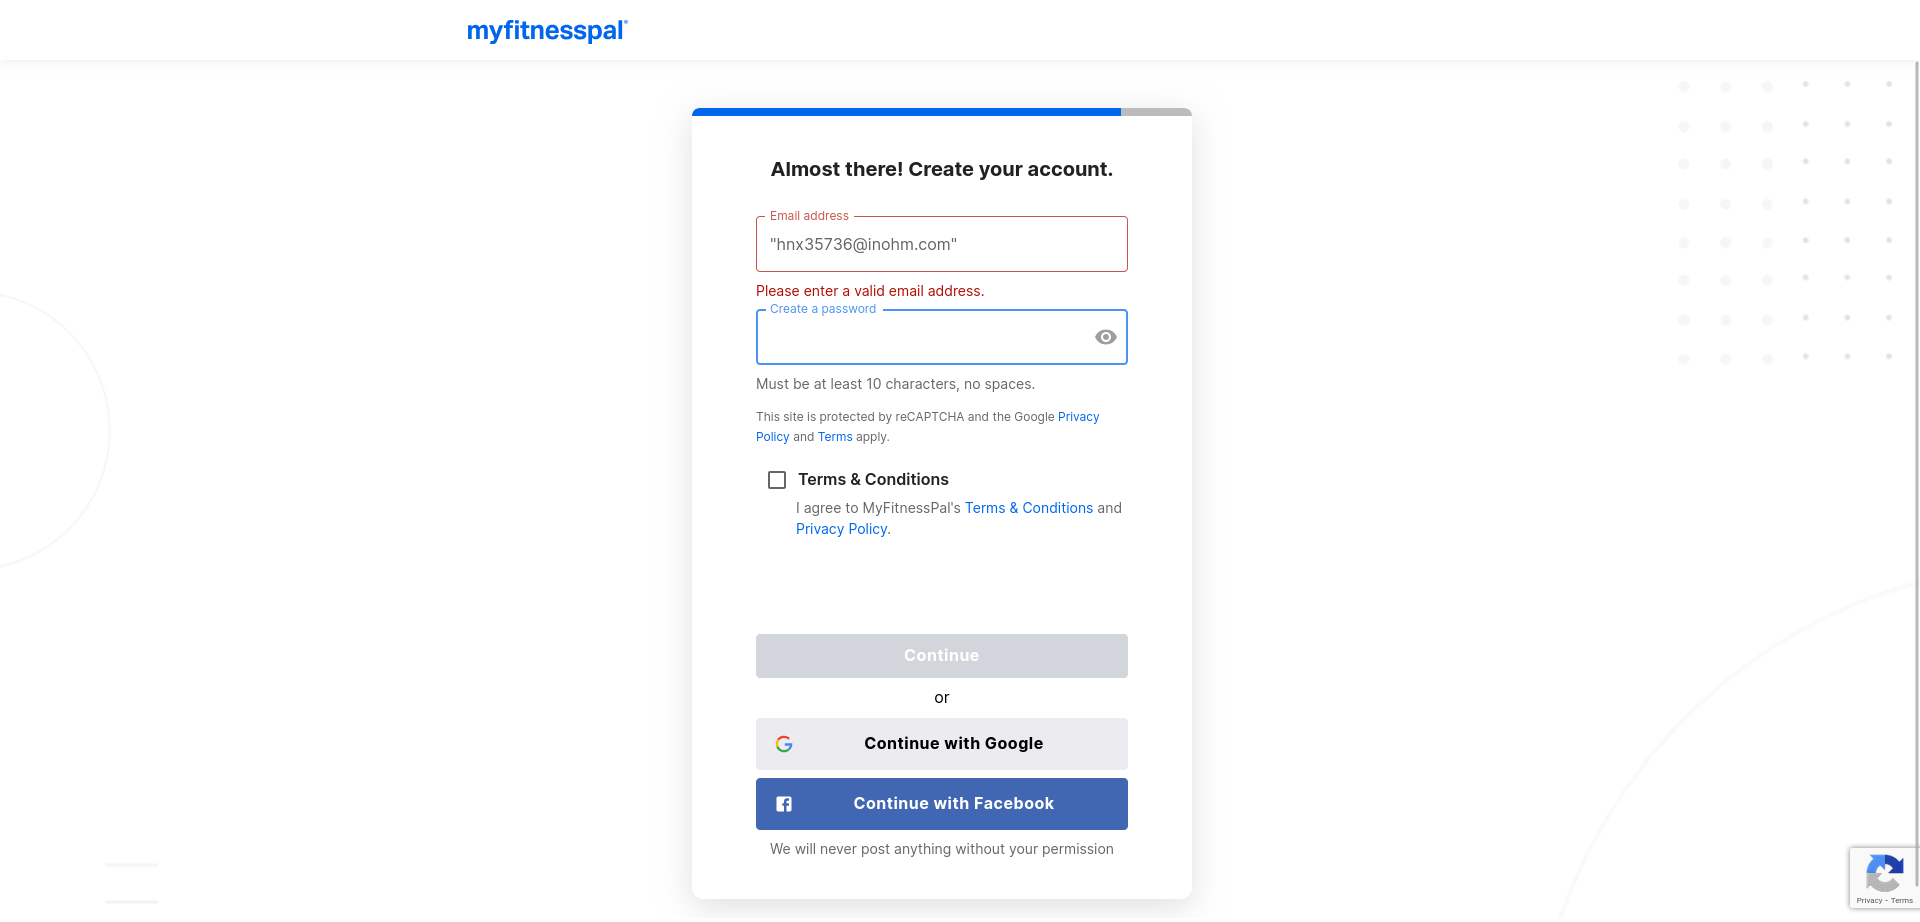 myfitnesspal
Almost there! Create your account.
Email address
"hnx35736@inohm.com"
Please enter a valid email address.
Create a password
Must be at least 10 characters, no spaces.
This site is protected by reCAPTCHA and the Google Privacy
Policy and Terms apply.
Terms & Conditions
I agree to MyFitnessPal's Terms & Conditions and
Privacy Policy.
Continue
or
Continue with Google
Continue with Facebook
We will never post anything without your permission
Privacy - Terms